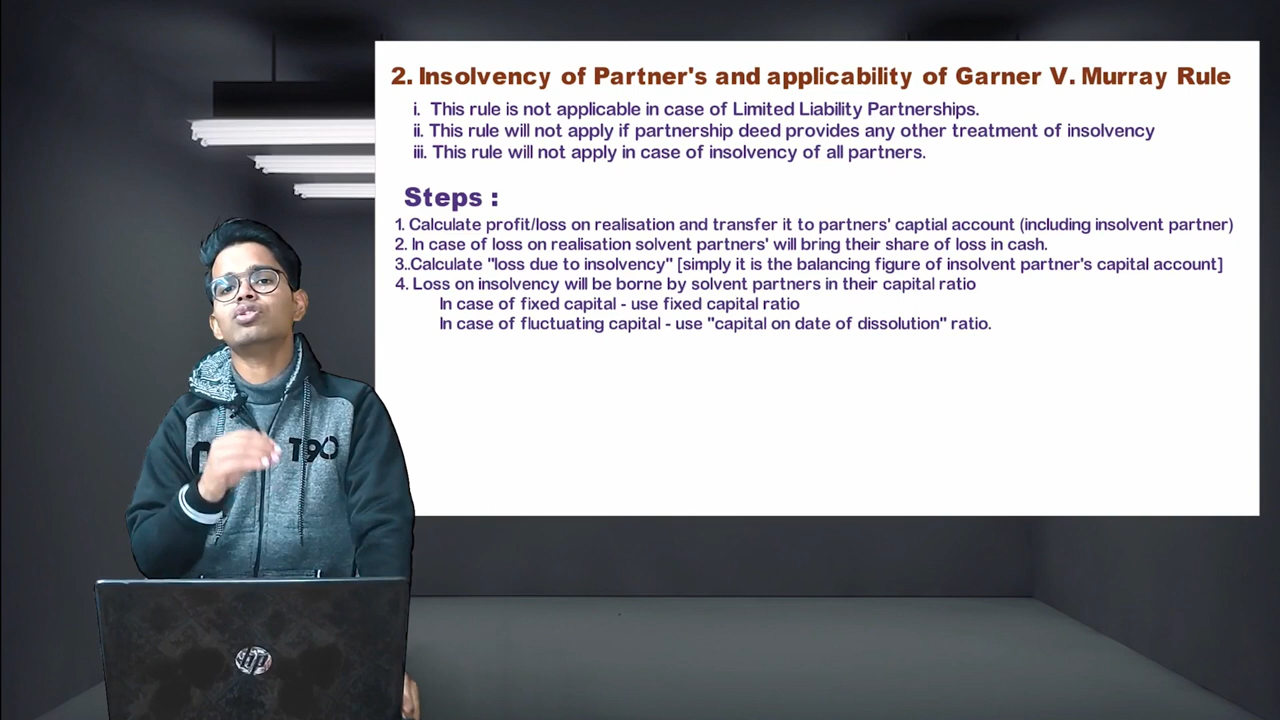 2. Insolvency of Partner's and applicability of Garner V. Murray Rule
i. This rule is not applicable in case of Limited Liability Partnerships.
ii. This rule will not apply if partnership deed provides any other treatment of insolvency
iii. This rule will not apply in case of insolvency of all partners.
Steps :
1. Calculate profit/loss on realisation and transfer it to partners' captial account (including insolvent partner)
2. In case of loss on realisation solvent partners' will bring their share of loss in cash.
3..Calculate "loss due to insolvency" [simply it is the balancing figure of insolvent partner's capital account]
4. Loss on insolvency will be borne by solvent partners in their capital ratio
In case of fixed capital - use fixed capital ratio
In case of fluctuating capital - use "capital on date of dissolution" ratio.
T90
hp